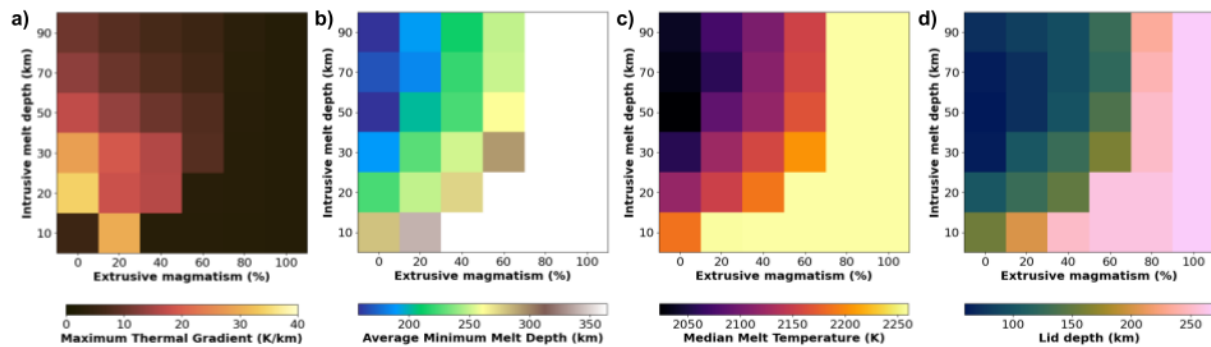 a)
Intrusive melt depth (km)
90
70
50
30
20
10
0 20 40 60 80 100
Extrusive magmatism (%)
0 10 20 30 40
Maximum Thermal Gradient (K/km)
b)
Intrusive melt depth (km)
90
70
50
30
20
10
0 20 40 60 80 100
Extrusive magmatism (%)
200 250 300 350
Average Minimum Melt Depth (km)
c)
Intrusive melt depth (km)
90
70
50
30
20
10
0 20 40 60 80 100
Extrusive magmatism (%)
2050 2100 2150 2200 2250
Median Melt Temperature (K)
d)
Intrusive melt depth (km)
90
70
50
30
20
10
0 20 40 60 80 100
Extrusive magmatism (%)
100 150 200 250
Lid depth (km)